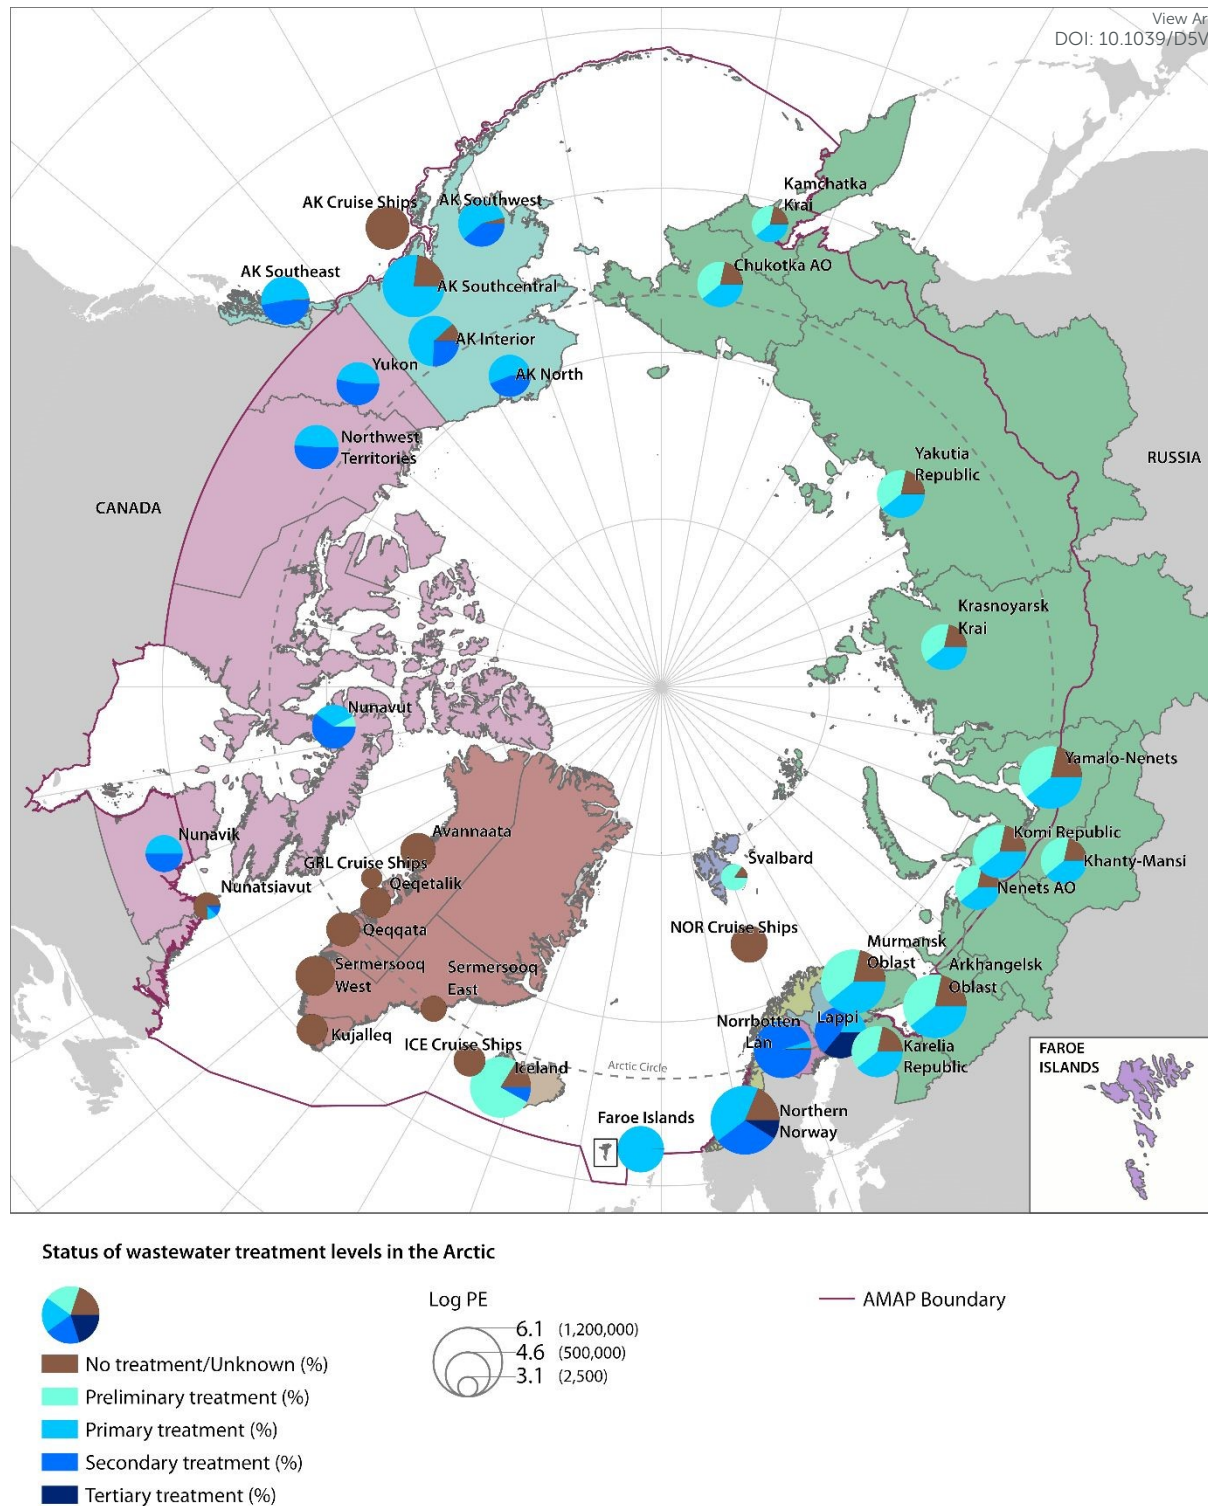 View Ar
DOI: 10.1039/D5V
Kamchatka
Krai
AK Cruise Ships
AK Southwest
AK Southeast
Chukotka AO
AK Southcentral
AK Interior
Yukon
AK North
Northwest
Territories
Yakutia
Republic
RUSSIA
CANADA
Krasnoyarsk
Krai
Nunavut
Yamalo-Nenets
Avannaata
Komi Republic
Nunavik
GRL Cruise Ships
Svalbard
Khanty-Mansi
Qeqetalik
Nenets AO
Nunatsiavut
Qeqqata
NOR Cruise Ships
Murmansk
Oblast
Sermersooq
West
Sermersooq
East
Arkhangelsk
Oblast
Norrbotten
Län
Lappi
Kujalleq
ICE Cruise Ships
Karelia
Republic
Iceland
Arctic Circle
FAROE
ISLANDS
Faroe Islands
Northern
Norway
Status of wastewater treatment levels in the Arctic
Log PE
6.1 (1,200,000)
4.6 (500,000)
3.1 (2,500)
AMAP Boundary
No treatment/Unknown (%)
Preliminary treatment (%)
Primary treatment (%)
Secondary treatment (%)
Tertiary treatment (%)